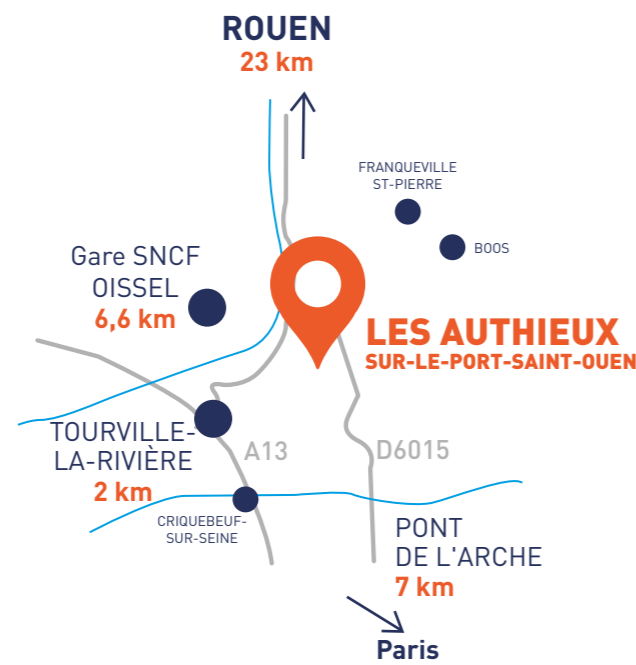 ROUEN
23 km
FRANQUEVILLE
ST-PIERRE
BOOS
Gare SNCF
OISSEL
6,6 km
LES AUTHIEUX
SUR-LE-PORT-SAINT-OUEN
TOURVILLE-
LA-RIVIÈRE
2 km
A13
D6015
CRIQUEBEUF-
SUR-SEINE
PONT
DE L'ARCHE
7 km
Paris